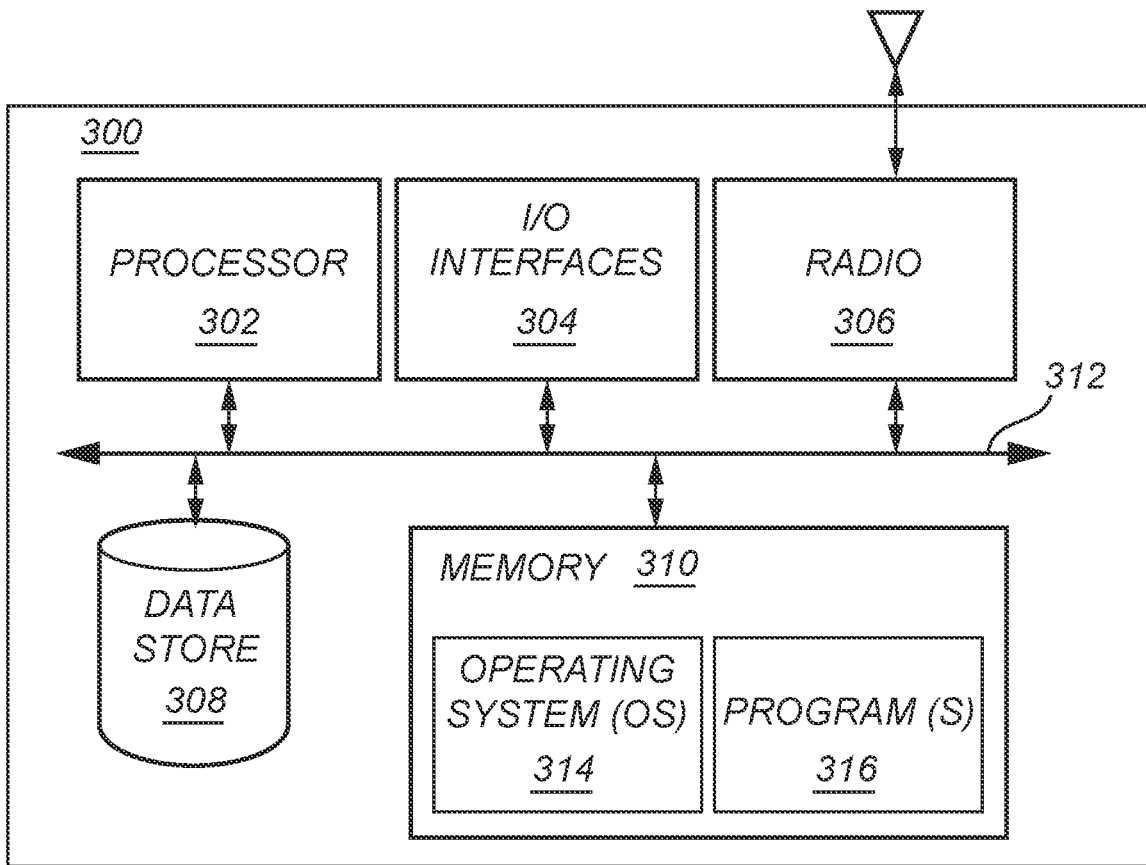 300
PROCESSOR
302
I/O
INTERFACES
304
RADIO
306
312
DATA
STORE
308
MEMORY 310
OPERATING
SYSTEM (OS)
314
PROGRAM (S)
316